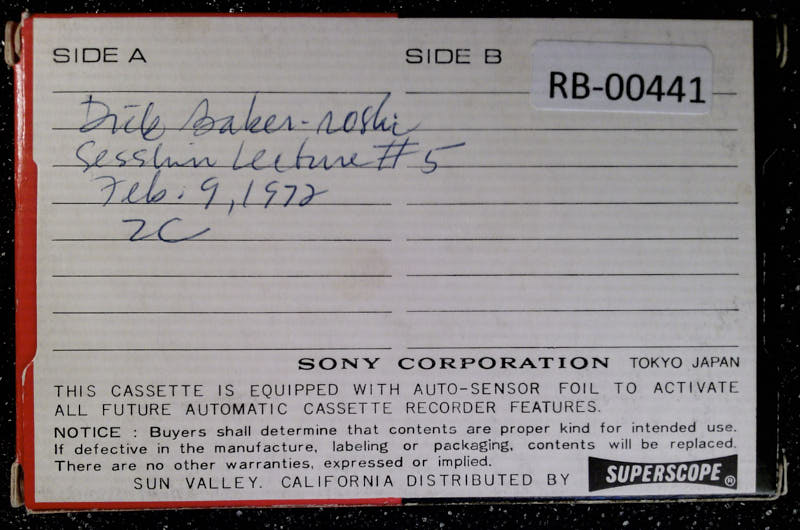 SIDE A
SIDE B
RB-00441
Dick Baker-roshi
Sesshin Lecture #5
Feb. 9, 1972
ZC
SONY CORPORATION TOKYO JAPAN
THIS CASSETTE IS EQUIPPED WITH AUTO-SENSOR FOIL TO ACTIVATE
ALL FUTURE AUTOMATIC CASSETTE RECORDER FEATURES.
NOTICE : Buyers shall determine that contents are proper kind for intended use.
If defective in the manufacture, labeling or packaging, contents will be replaced.
There are no other warranties, expressed or implied.
SUN VALLEY. CALIFORNIA DISTRIBUTED BY SUPERSCOPE®